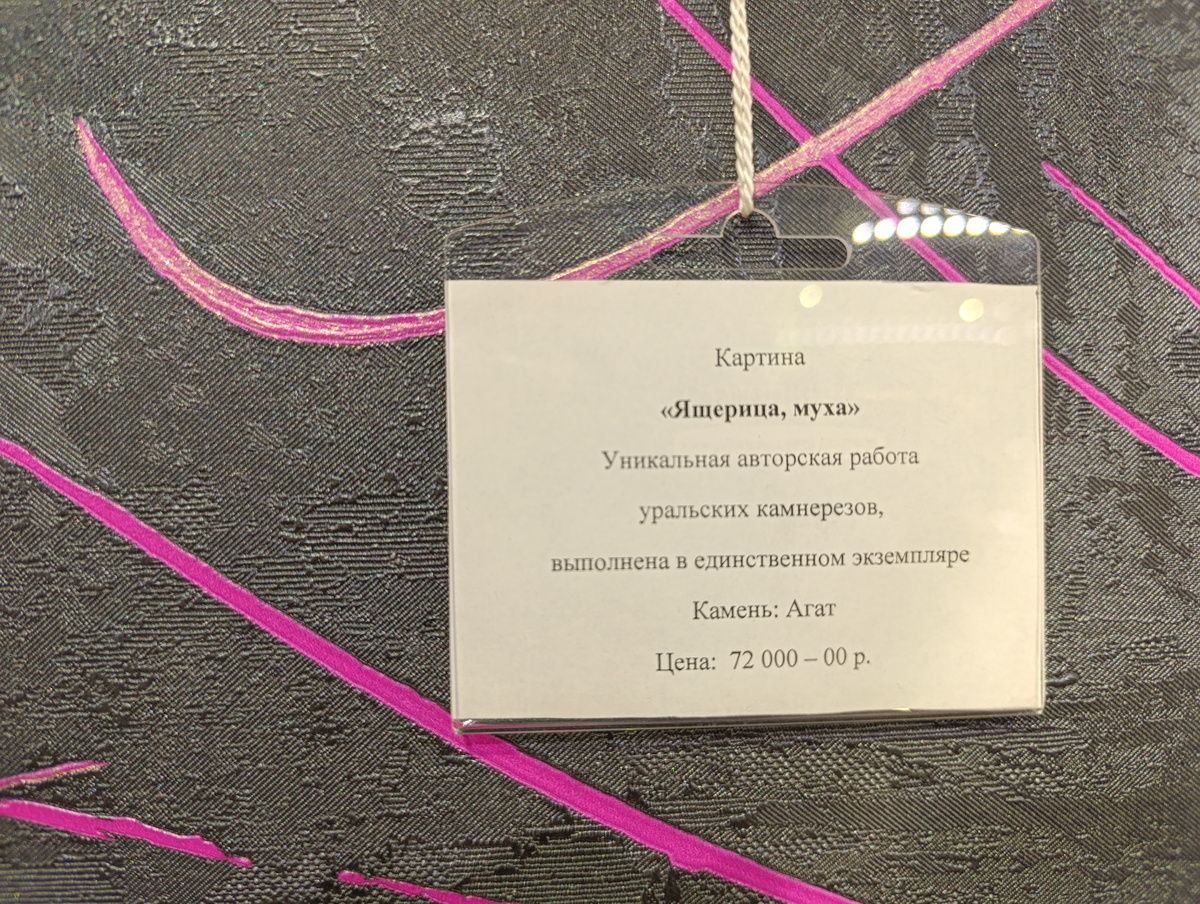 Картина
«Ящерица, муха»
Уникальная авторская работа
уральских камнерезов,
выполнена в единственном экземпляре
Камень: Агат
Цена: 72 000 – 00 р.